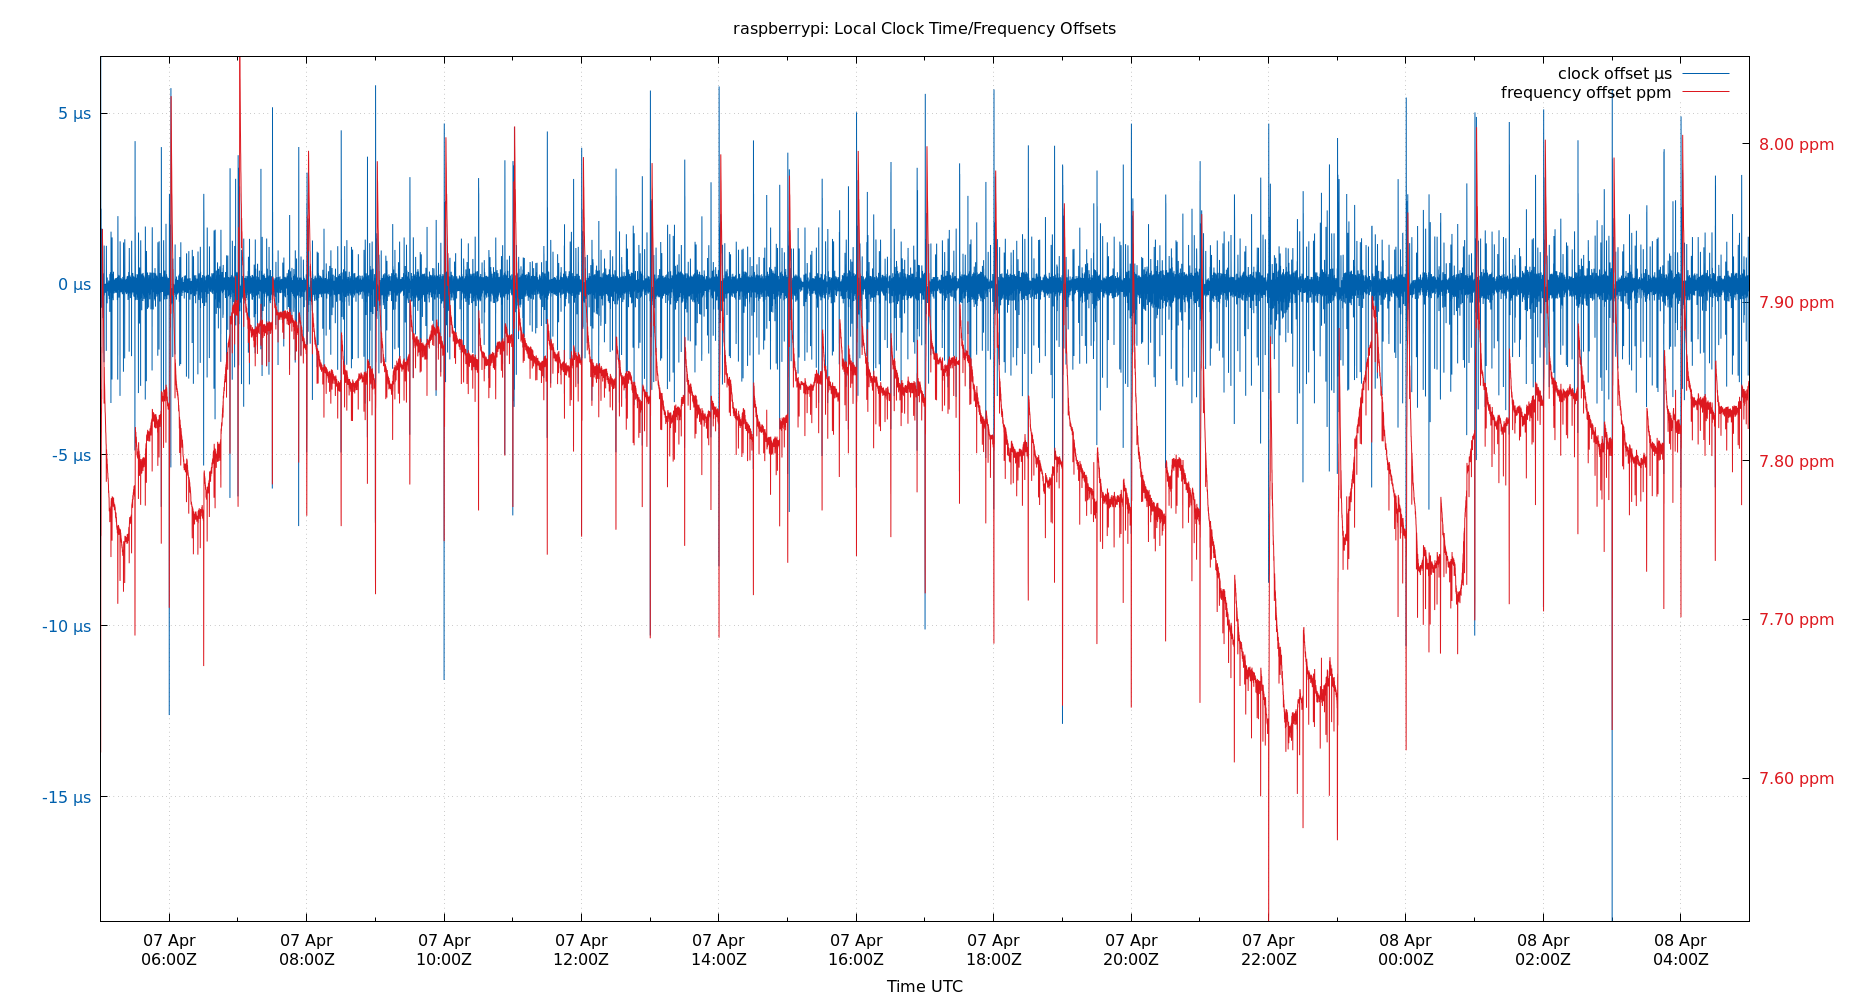 raspberrypi: Local Clock Time/Frequency Offsets
clock offset µs
frequency offset ppm
5 µs
0 µs
-5 µs
-10 µs
-15 µs
8.00 ppm
7.90 ppm
7.80 ppm
7.70 ppm
7.60 ppm
07 Apr 07 Apr 07 Apr 07 Apr 07 Apr 07 Apr 07 Apr 07 Apr 07 Apr 08 Apr 08 Apr 08 Apr
06:00Z 08:00Z 10:00Z 12:00Z 14:00Z 16:00Z 18:00Z 20:00Z 22:00Z 00:00Z 02:00Z 04:00Z
Time UTC